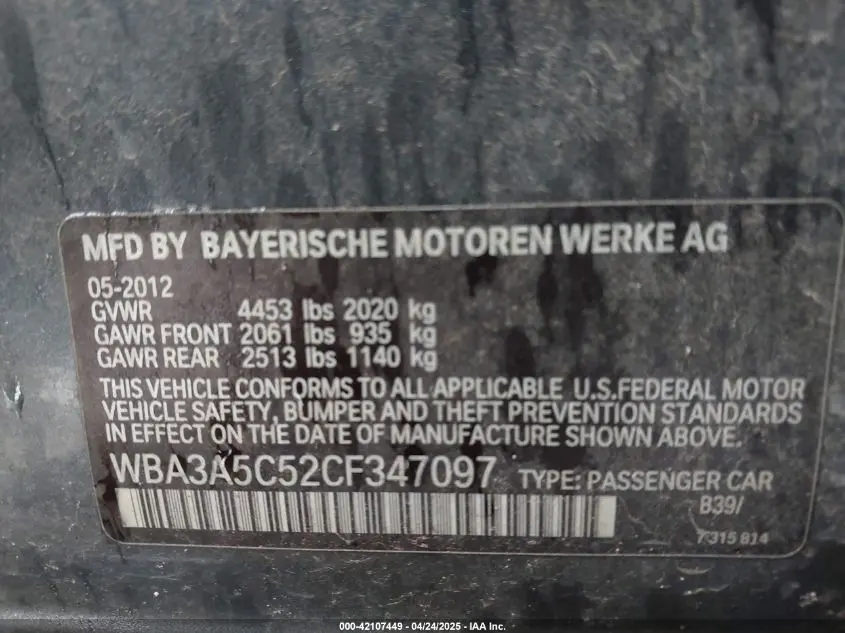 MFD BY BAYERISCHE MOTOREN WERKE AG
05-2012
GVWR 4453 lbs 2020 kg
GAWR FRONT 2061 lbs 935 kg
GAWR REAR 2513 lbs 1140 kg
THIS VEHICLE CONFORMS TO ALL APPLICABLE U.S.FEDERAL MOTOR
VEHICLE SAFETY, BUMPER AND THEFT PREVENTION STANDARDS
IN EFFECT ON THE DATE OF MANUFACTURE SHOWN ABOVE.
WBA3A5C52CF347097 TYPE: PASSENGER CAR
B39/
7 315 814
000-42107449 - 04/24/2025 - IAA Inc.